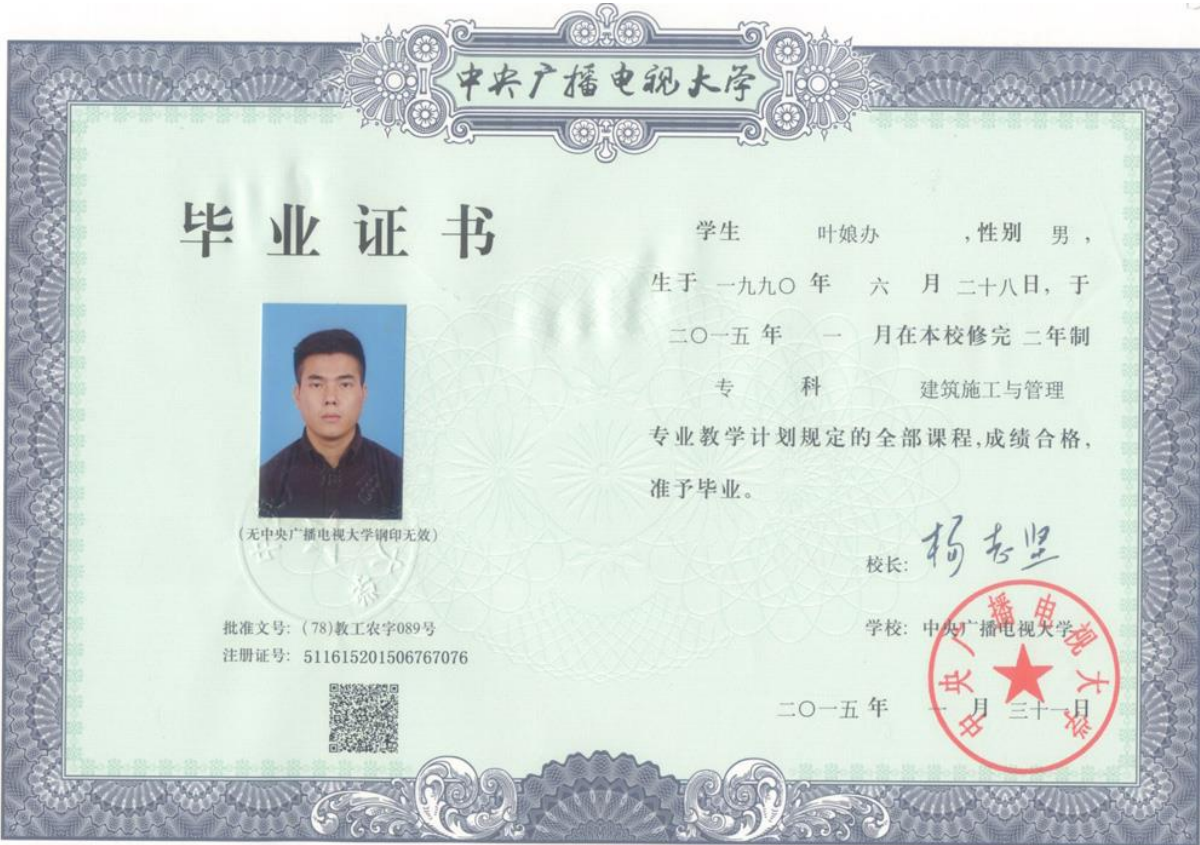 中央广播电视大学
毕业证书
学生 叶娘办 ,性别 男 ,
生于 一九九〇 年 六 月 二十八日, 于
二〇一五 年 一 月在本校修完 二年制
专 科 建筑施工与管理
专业教学计划规定的全部课程,成绩合格,
准予毕业。
(无中央广播电视大学钢印无效)
校长: 杨志坚
批准文号: (78)教工农字089号
注册证号: 511615201506767076
学校: 中央广播电视大学
二〇一五 年 一 月 三十一日
中央广播电视大学